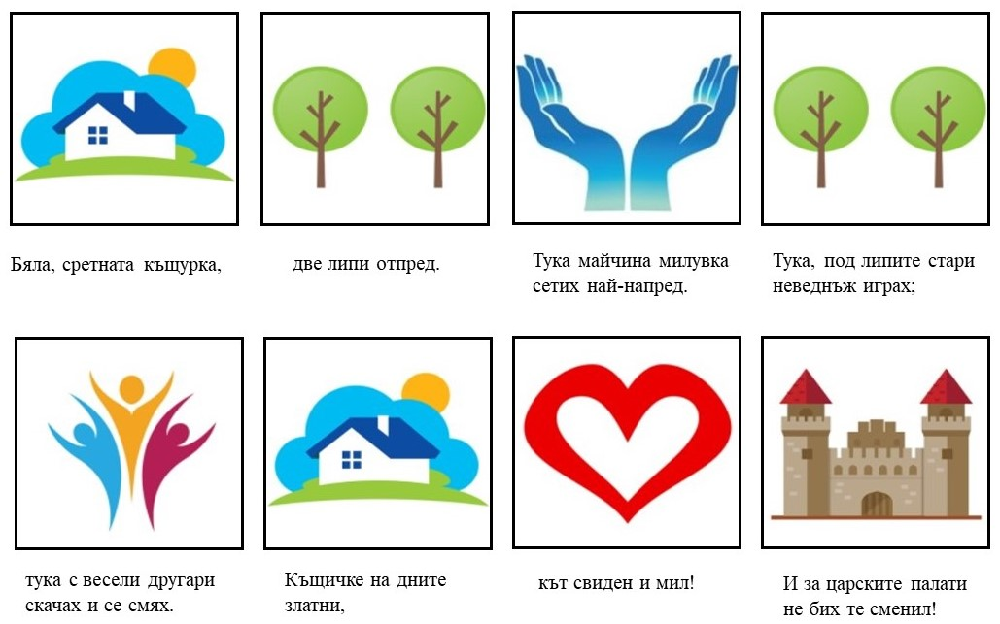 Бяла, сретната къщурка,
две липи отпред.
Тука майчина милувка
сетих най-напред.
Тука, под липите стари
неведнъж играх;
тука с весели другари
скачах и се смях.
Къщичке на дните
златни,
кът свиден и мил!
И за царските палати
не бих те сменил!